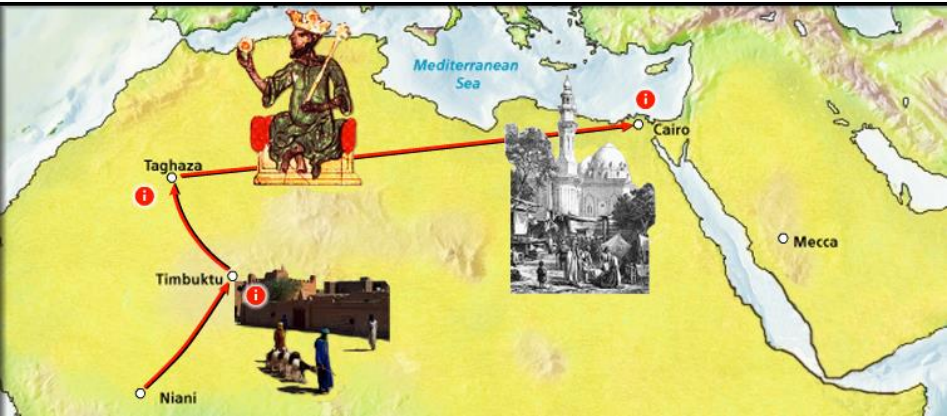 Mediterranean
Sea
Cairo
Taghaza
Mecca
Timbuktu
Niani